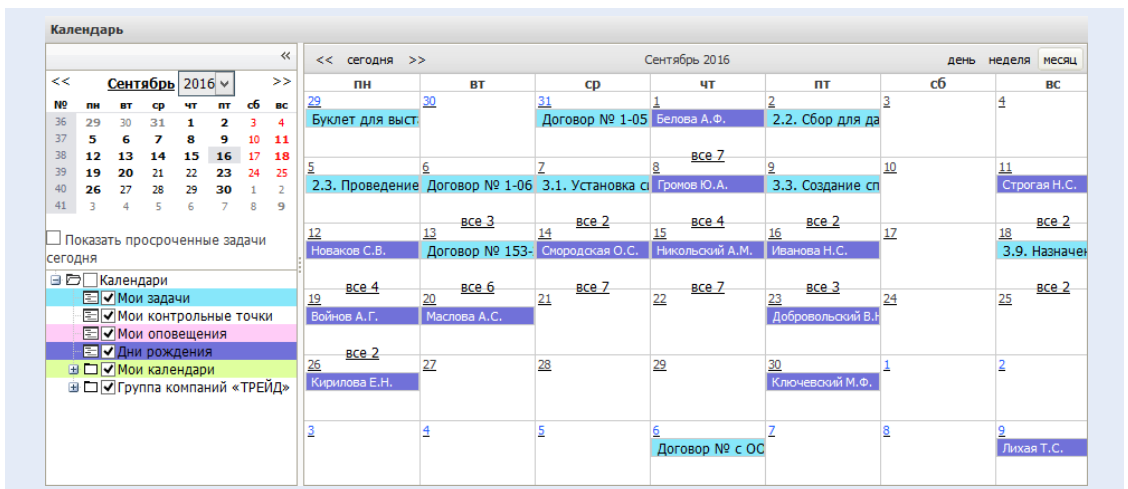 Календарь
«
<< Сентябрь 2016 >>
№ пн вт ср чт пт сб вс
36 29 30 31 1 2 3 4
37 5 6 7 8 9 10 11
38 12 13 14 15 16 17 18
39 19 20 21 22 23 24 25
40 26 27 28 29 30 1 2
41 3 4 5 6 7 8 9
Показать просроченные задачи
сегодня
Календари
Мои задачи
Мои контрольные точки
Мои оповещения
Дни рождения
Мои календари
Группа компаний «ТРЕЙД»
<< сегодня >> Сентябрь 2016 день неделя месяц
пн вт ср чт пт сб вс
29 30 31 1 2 3 4
Буклет для выст Договор № 1-05 Белова А.Ф. 2.2. Сбор для да
все 7
5 6 7 8 9 10 11
2.3. Проведение Договор № 1-06 3.1. Установка Громов Ю.А. 3.3. Создание сп Строгая Н.С.
все 3 все 2 все 4 все 2 все 2
12 13 14 15 16 17 18
Новаков С.В. Договор № 153- Смородская О.С. Никольский А.М. Иванова Н.С. 3.9. Назначен
все 4 все 6 все 7 все 7 все 3 все 2
19 20 21 22 23 24 25
Войнов А.Г. Маслова А.С. Добровольский В.Н
все 2
26 27 28 29 30 1 2
Кирилова Е.Н. Ключевский М.Ф.
3 4 5 6 7 8 9
Договор № с ОО Лихая Т.С.